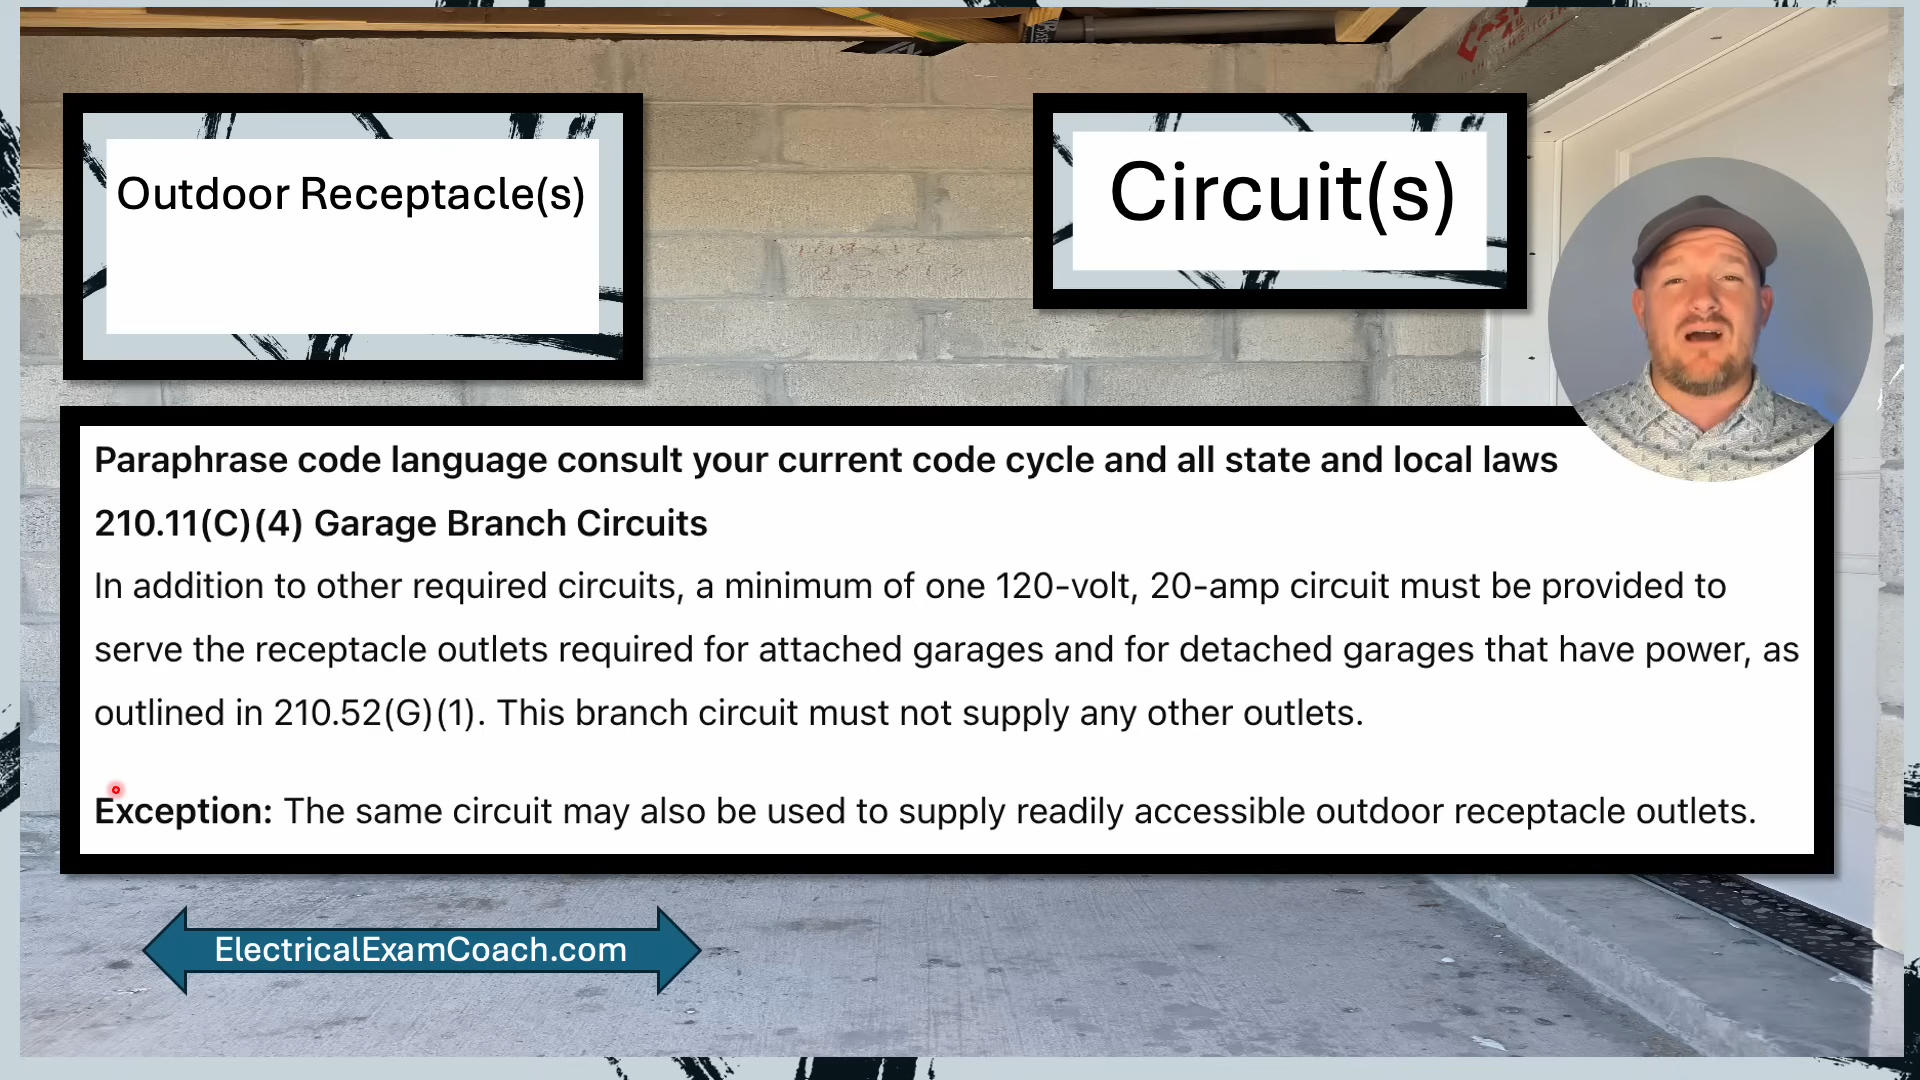 Outdoor Receptacle(s)
Circuit(s)
Paraphrase code language consult your current code cycle and all state and local laws
210.11(C)(4) Garage Branch Circuits
In addition to other required circuits, a minimum of one 120-volt, 20-amp circuit must be provided to
serve the receptacle outlets required for attached garages and for detached garages that have power, as
outlined in 210.52(G)(1). This branch circuit must not supply any other outlets.
Exception: The same circuit may also be used to supply readily accessible outdoor receptacle outlets.
ElectricalExamCoach.com